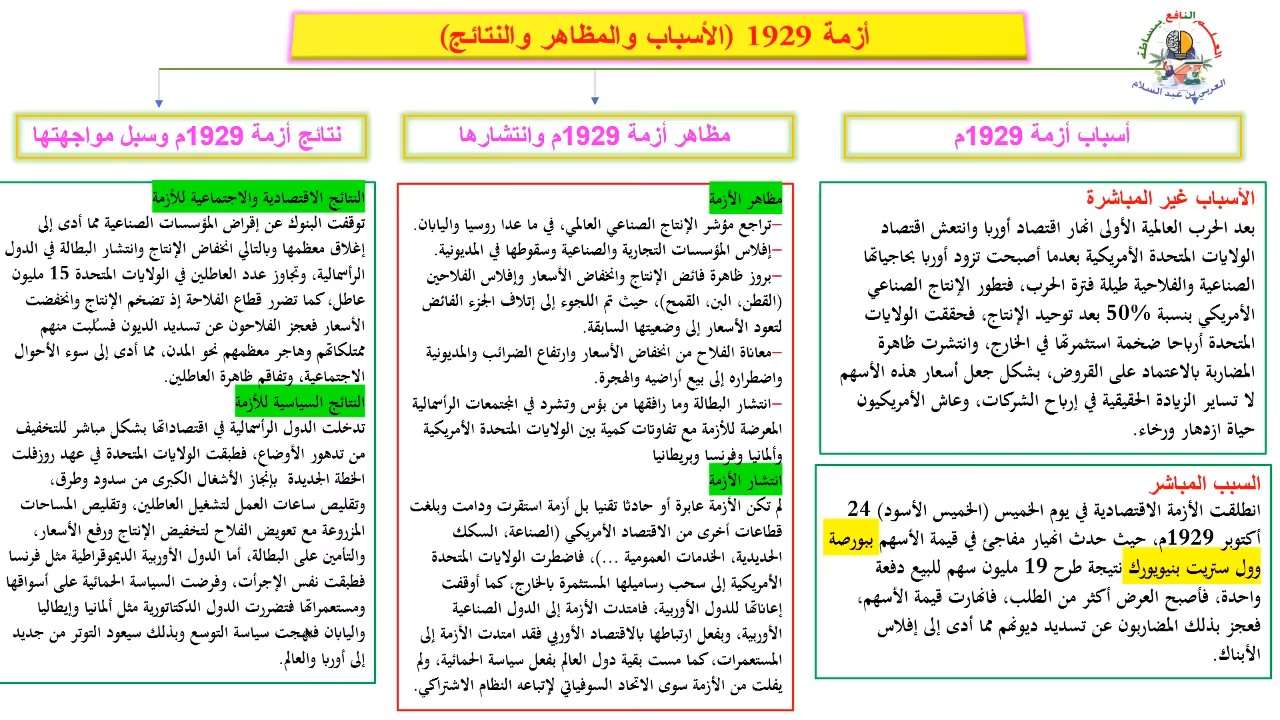 أزمة 1929 (الأسباب والمظاهر والنتائج)
العلم النافع ببساطة
العربي بن عبد السلام
أسباب أزمة 1929م
الأسباب غير المباشرة
بعد الحرب العالمية الأولى انهار اقتصاد أوربا وانتعش اقتصاد
الولايات المتحدة الأمريكية بعدما أصبحت تزود أوربا بحاجياتها
الصناعية والفلاحية طيلة فترة الحرب، فتطور الإنتاج الصناعي
الأمريكي بنسبة %50 بعد توحيد الإنتاج، فحققت الولايات
المتحدة أرباحا ضخمة استثمرتها في الخارج، وانتشرت ظاهرة
المضاربة بالاعتماد على القروض، بشكل جعل أسعار هذه الأسهم
لا تساير الزيادة الحقيقية في إرباح الشركات، وعاش الأمريكيون
حياة ازدهار ورخاء.
السبب المباشر
انطلقت الأزمة الاقتصادية في يوم الخميس (الخميس الأسود) 24
أكتوبر 1929م، حيث حدث انهيار مفاجئ في قيمة الأسهم ببورصة
وول ستريت بنيويورك نتيجة طرح 19 مليون سهم للبيع دفعة
واحدة، فأصبح العرض أكثر من الطلب، فانهارت قيمة الأسهم،
فعجز بذلك المضاربون عن تسديد ديونهم مما أدى إلى إفلاس
الأبناك.
مظاهر أزمة 1929م وانتشارها
مظاهر الأزمة
–تراجع مؤشر الإنتاج الصناعي العالمي، في ما عدا روسيا واليابان.
–إفلاس المؤسسات التجارية والصناعية وسقوطها في المديونية.
–بروز ظاهرة فائض الإنتاج وانخفاض الأسعار وإفلاس الفلاحين
(القطن، البن، القمح)، حيث تم اللجوء إلى إتلاف الجزء الفائض
لتعود الأسعار إلى وضعيتها السابقة.
–معاناة الفلاح من انخفاض الأسعار وارتفاع الضرائب والمديونية
واضطراره إلى بيع أراضيه والهجرة.
–انتشار البطالة وما رافقها من بؤس وتشرد في المجتمعات الرأسمالية
المعرضة للأزمة مع تفاوتات كمية بين الولايات المتحدة الأمريكية
وألمانيا وفرنسا وبريطانيا
انتشار الأزمة
لم تكن الأزمة عابرة أو حادثا تقنيا بل أزمة استقرت ودامت وبلغت
قطاعات أخرى من الاقتصاد الأمريكي (الصناعة، السكك
الحديدية، الخدمات العمومية ...)، فاضطرت الولايات المتحدة
الأمريكية إلى سحب رساميلها المستثمرة بالخارج، كما أوقفت
إعاناتها للدول الأوربية، فامتدت الأزمة إلى الدول الصناعية
الأوربية، وبفعل ارتباطها بالاقتصاد الأوربي فقد امتدت الأزمة إلى
المستعمرات، كما مست بقية دول العالم بفعل سياسة الحمائية، ولم
يفلت من الأزمة سوى الاتحاد السوفياتي لإتباعه النظام الاشتراكي.
نتائج أزمة 1929م وسبل مواجهتها
النتائج الاقتصادية والاجتماعية للأزمة
توقفت البنوك عن إقراض المؤسسات الصناعية مما أدى إلى
إغلاق معظمها وبالتالي انخفاض الإنتاج وانتشار البطالة في الدول
الرأسمالية، وتجاوز عدد العاطلين في الولايات المتحدة 15 مليون
عاطل، كما تضرر قطاع الفلاحة إذ تضخم الإنتاج وانخفضت
الأسعار فعجز الفلاحون عن تسديد الديون فسُلبت منهم
ممتلكاتهم وهاجر معظمهم نحو المدن، مما أدى إلى سوء الأحوال
الاجتماعية، وتفاقم ظاهرة العاطلين.
النتائج السياسية للأزمة
تدخلت الدول الرأسمالية في اقتصاداتها بشكل مباشر للتخفيف
من تدهور الأوضاع، فطبقت الولايات المتحدة في عهد روزفلت
الخطة الجديدة بإنجاز الأشغال الكبرى من سدود وطرق،
وتقليص ساعات العمل لتشغيل العاطلين، وتقليص المساحات
المزروعة مع تعويض الفلاح لتخفيض الإنتاج ورفع الأسعار،
والتأمين على البطالة، أما الدول الأوربية الديموقراطية مثل فرنسا
فطبقت نفس الإجرأت، وفرضت السياسة الحمائية على أسواقها
ومستعمراتها فتضررت الدول الدكتاتورية مثل ألمانيا وإيطاليا
واليابان فنهجت سياسة التوسع وبذلك سيعود التوتر من جديد
إلى أوربا والعالم.